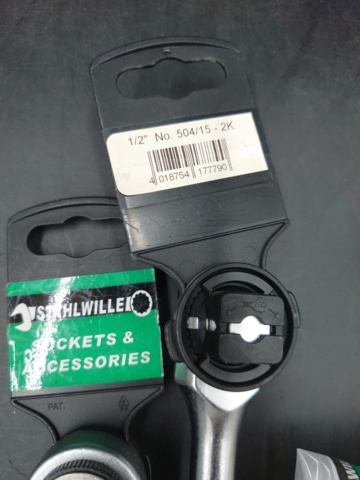 1/2" No. 504/15 - 2K
4 018754 177790
STAHLWILLE
SOCKETS &
ACCESSORIES
PAT.